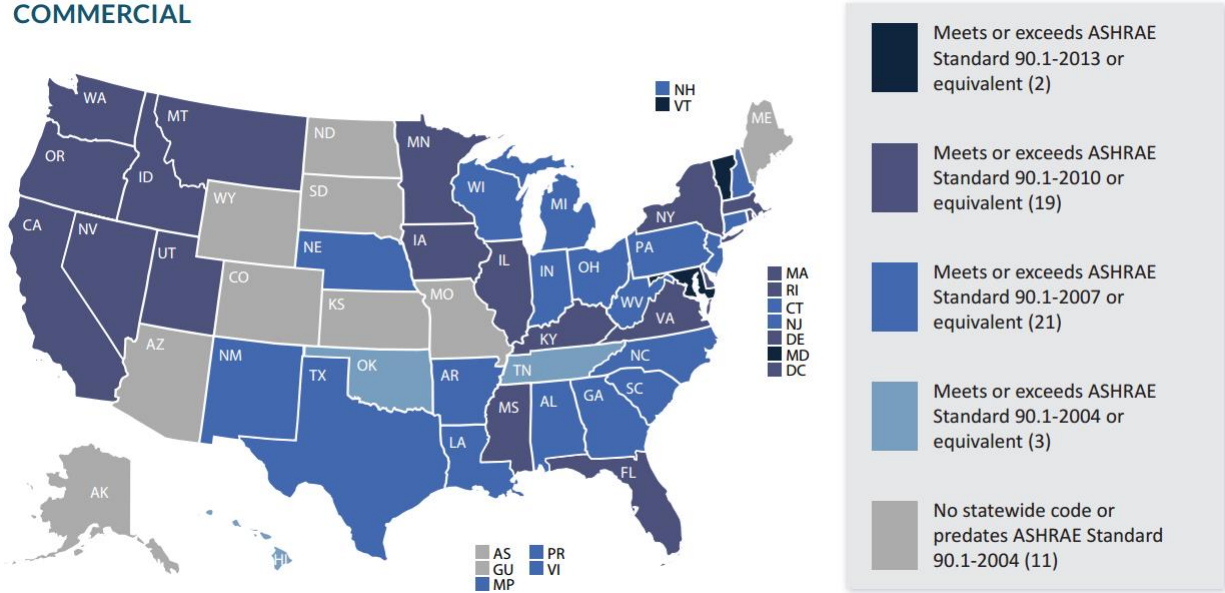 COMMERCIAL
WA
OR
CA
NV
ID
MT
UT
AZ
WY
CO
NM
ND
SD
NE
KS
OK
TX
MN
IA
MO
AR
LA
WI
IL
MI
IN
OH
KY
TN
MS
AL
GA
FL
SC
NC
VA
WV
PA
NY
ME
AK
HI
NH
VT
MA
RI
CT
NJ
DE
MD
DC
AS
GU
MP
PR
VI
Meets or exceeds ASHRAE
Standard 90.1-2013 or
equivalent (2)
Meets or exceeds ASHRAE
Standard 90.1-2010 or
equivalent (19)
Meets or exceeds ASHRAE
Standard 90.1-2007 or
equivalent (21)
Meets or exceeds ASHRAE
Standard 90.1-2004 or
equivalent (3)
No statewide code or
predates ASHRAE Standard
90.1-2004 (11)